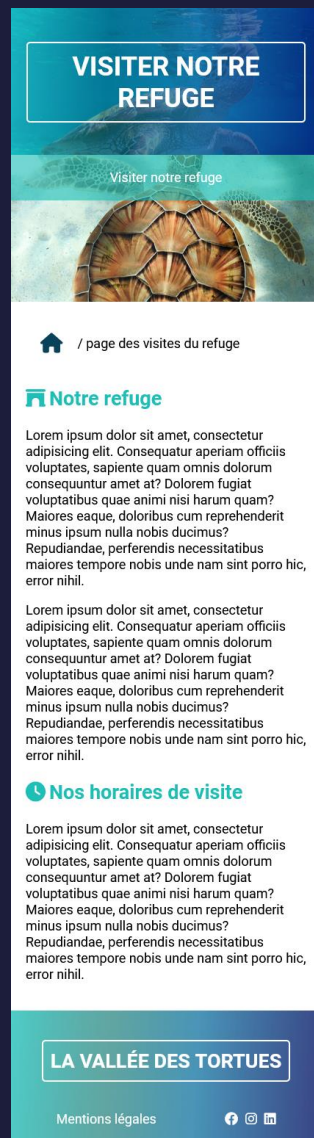 VISITER NOTRE
REFUGE
Visiter notre refuge
/ page des visites du refuge
Notre refuge
Lorem ipsum dolor sit amet, consectetur
adipisicing elit. Consequatur aperiam officiis
voluptates, sapiente quam omnis dolorum
consequuntur amet at? Dolorem fugiat
voluptatibus quae animi nisi harum quam?
Maiores eaque, doloribus cum reprehenderit
minus ipsum nulla nobis ducimus?
Repudiandae, perferendis necessitatibus
maiores tempore nobis unde nam sint porro hic,
error nihil.
Lorem ipsum dolor sit amet, consectetur
adipisicing elit. Consequatur aperiam officiis
voluptates, sapiente quam omnis dolorum
consequuntur amet at? Dolorem fugiat
voluptatibus quae animi nisi harum quam?
Maiores eaque, doloribus cum reprehenderit
minus ipsum nulla nobis ducimus?
Repudiandae, perferendis necessitatibus
maiores tempore nobis unde nam sint porro hic,
error nihil.
Nos horaires de visite
Lorem ipsum dolor sit amet, consectetur
adipisicing elit. Consequatur aperiam officiis
voluptates, sapiente quam omnis dolorum
consequuntur amet at? Dolorem fugiat
voluptatibus quae animi nisi harum quam?
Maiores eaque, doloribus cum reprehenderit
minus ipsum nulla nobis ducimus?
Repudiandae, perferendis necessitatibus
maiores tempore nobis unde nam sint porro hic,
error nihil.
LA VALLÉE DES TORTUES
Mentions légales